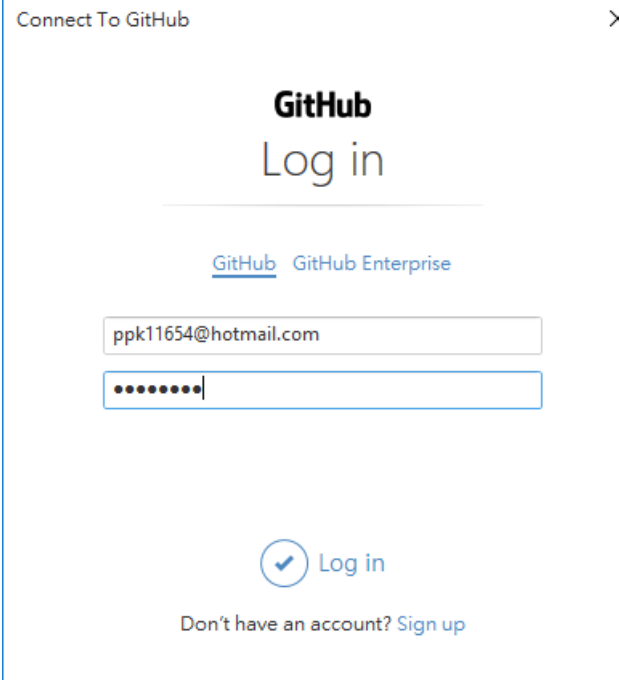 Connect To GitHub
GitHub
Log in
GitHub GitHub Enterprise
ppk11654@hotmail.com
●●●●●●●●
Log in
Don't have an account? Sign up